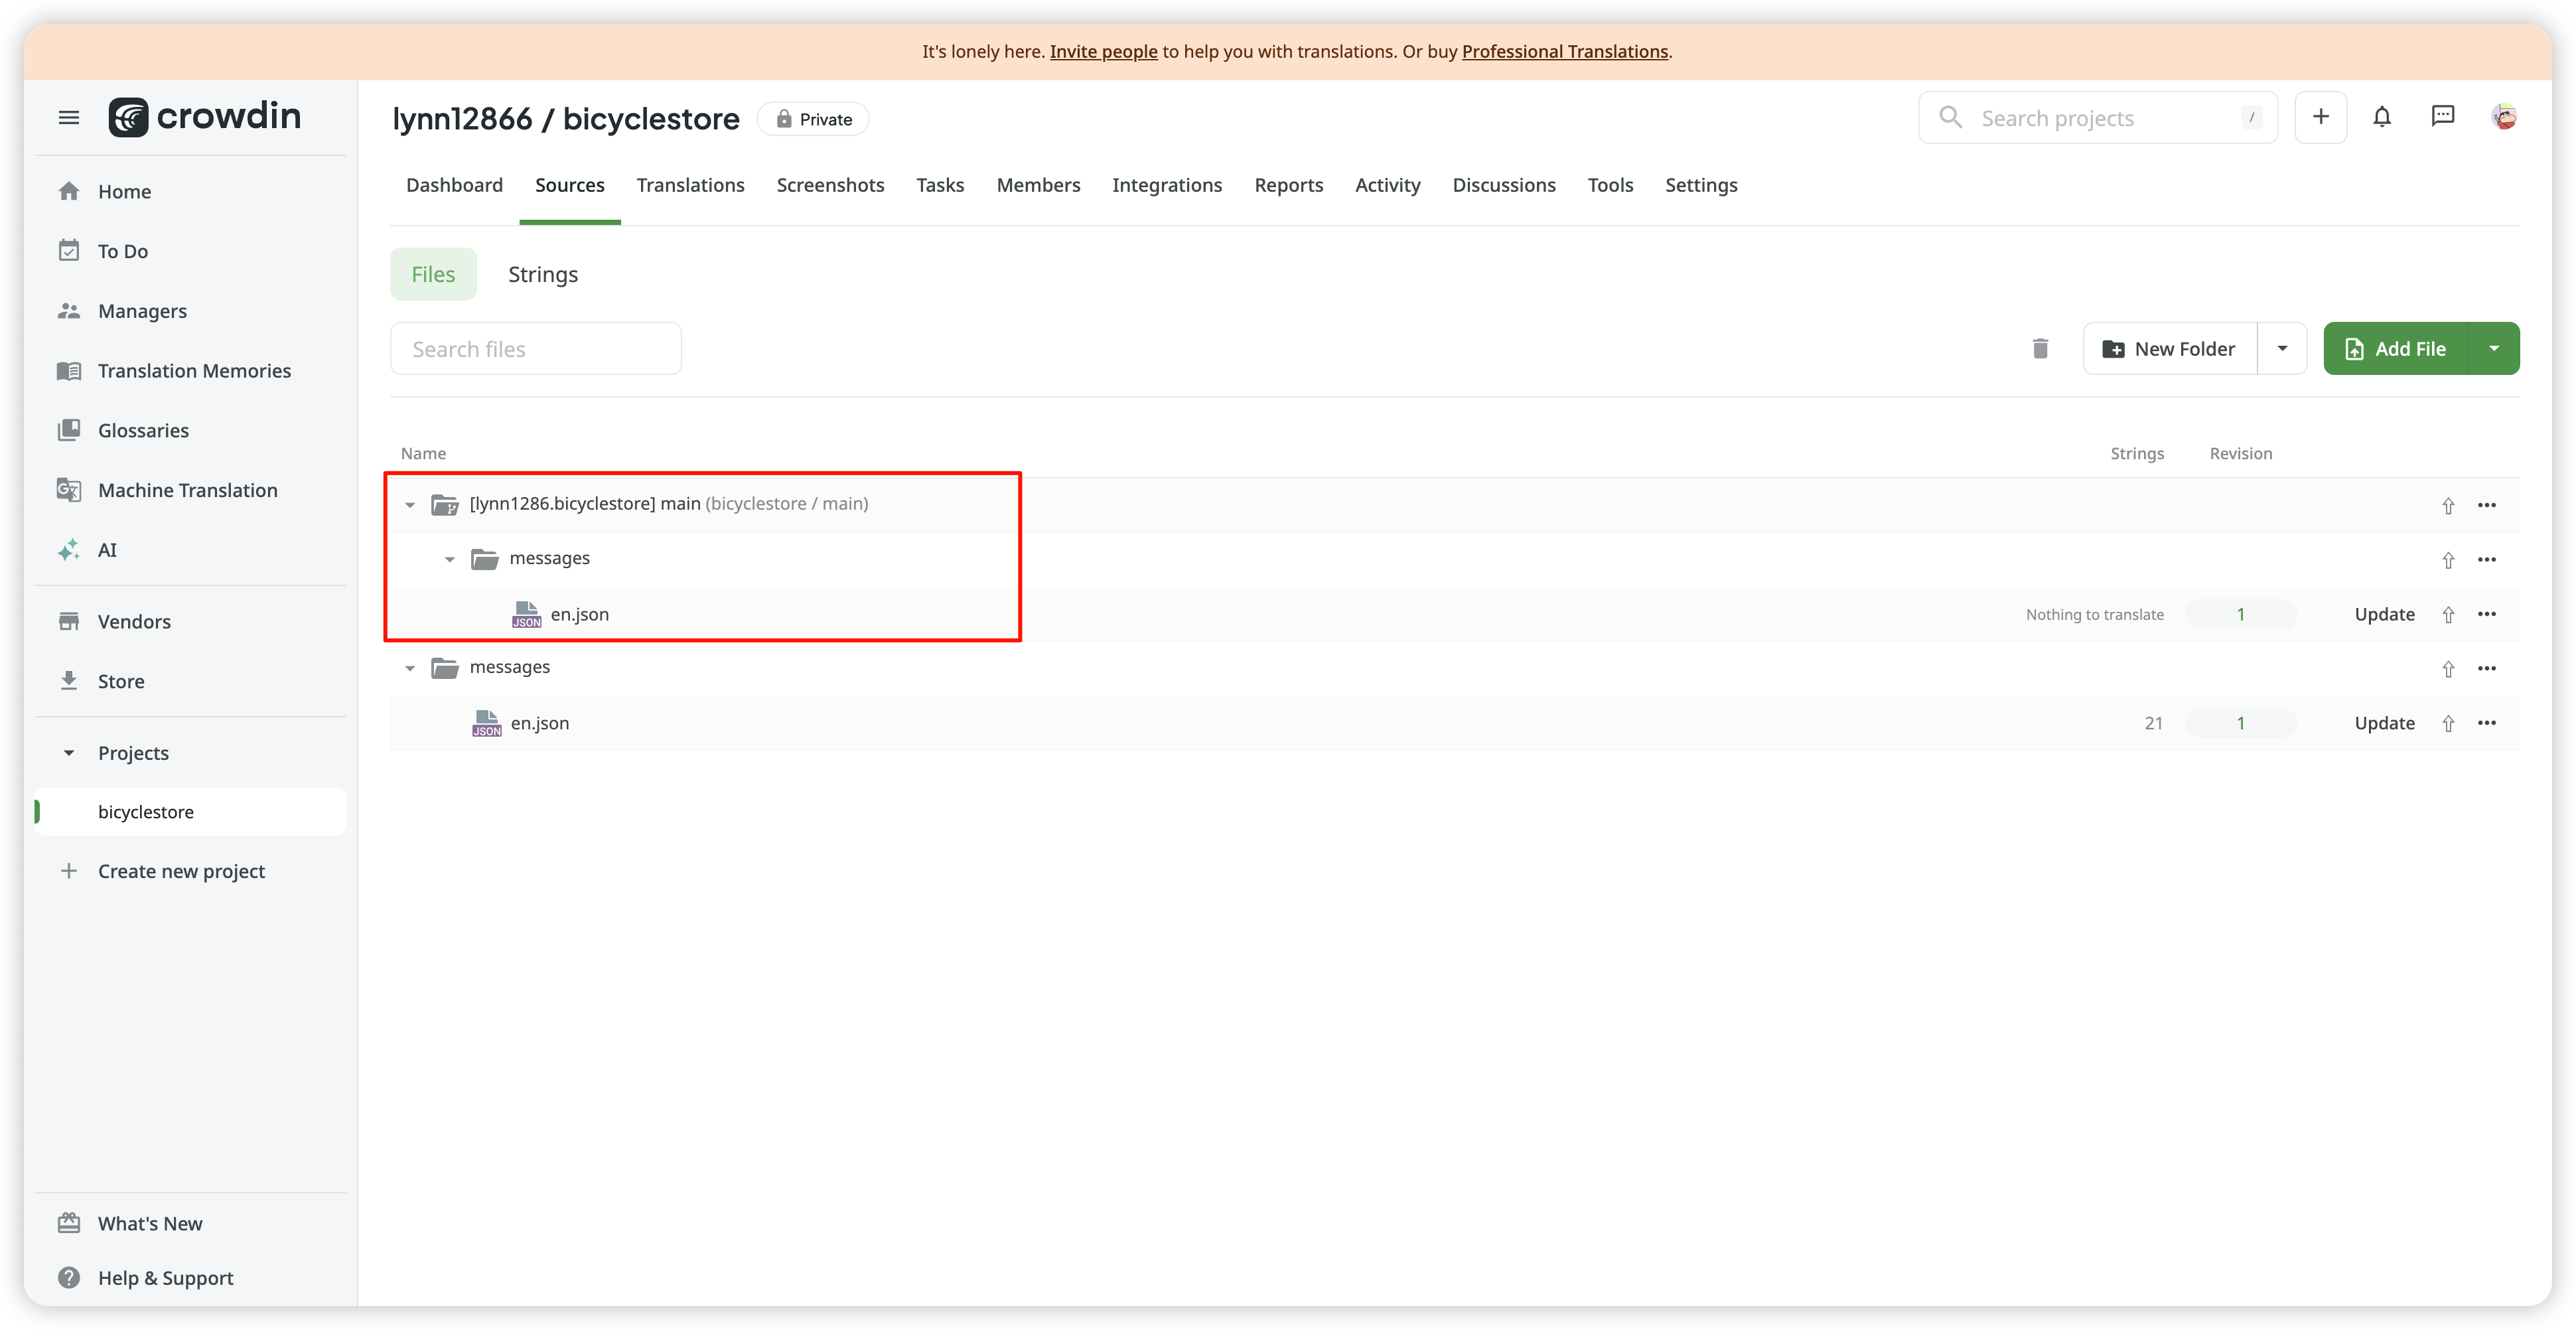 It's lonely here. Invite people to help you with translations. Or buy Professional Translations.
crowdin
lynn12866 / bicyclestore
Private
Search projects
/
Home
To Do
Managers
Translation Memories
Glossaries
Machine Translation
AI
Vendors
Store
Projects
bicyclestore
Create new project
What's New
Help & Support
Dashboard Sources Translations Screenshots Tasks Members Integrations Reports Activity Discussions Tools Settings
Files Strings
Search files
New Folder
Add File
Name Strings Revision
[lynn1286.bicyclestore] main (bicyclestore / main)
messages
JSON en.json Nothing to translate 1 Update
messages
JSON en.json 21 1 Update